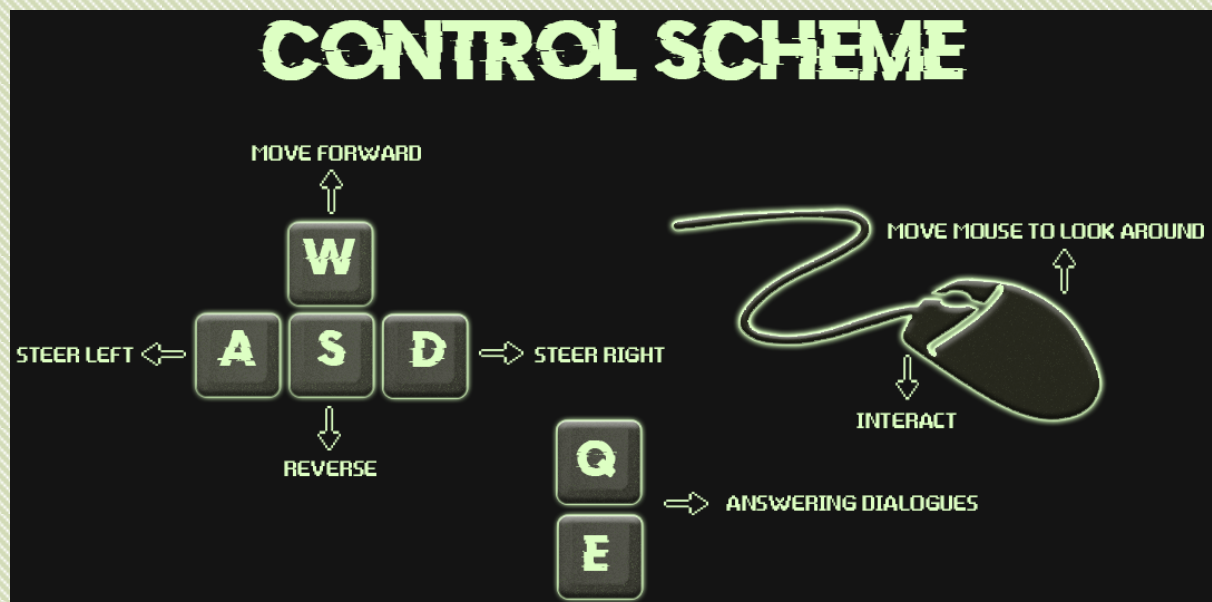 CONTROL SCHEME
MOVE FORWARD
W
MOVE MOUSE TO LOOK AROUND
STEER LEFT
A
S
D
STEER RIGHT
INTERACT
REVERSE
Q
ANSWERING DIALOGUES
E